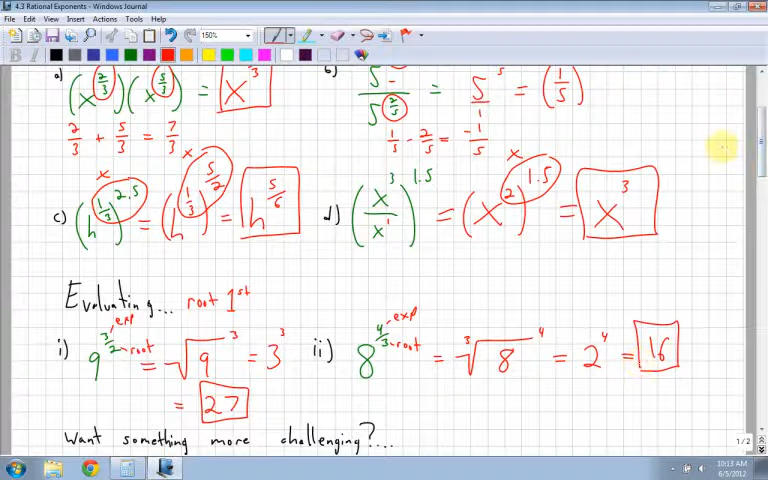 4.3 Rational Exponents - Windows Journal
File Edit View Insert Actions Tools Help
150%
B I
a) (x^2/3)(x^5/3) = x^3
2/3 + 5/3 = 7/3
b) 5 / 5^2/5 = 5 = (1/5)
1/5 - 2/5 = -1/5
c) (h^1/3)^2.5 = (h^1/3)^5/2 = h^5/6
d) (x^3/x^1)^1.5 = (x^2)^1.5 = x^3
Evaluating... root 1st
i) 9^3/2 exp root = √9^3 = 3^3
= 27
ii) 8^4/3 exp root = ³√8^4 = 2^4 = 16
Want something more challenging?...
1 / 2
10:13 AM
6/5/2012